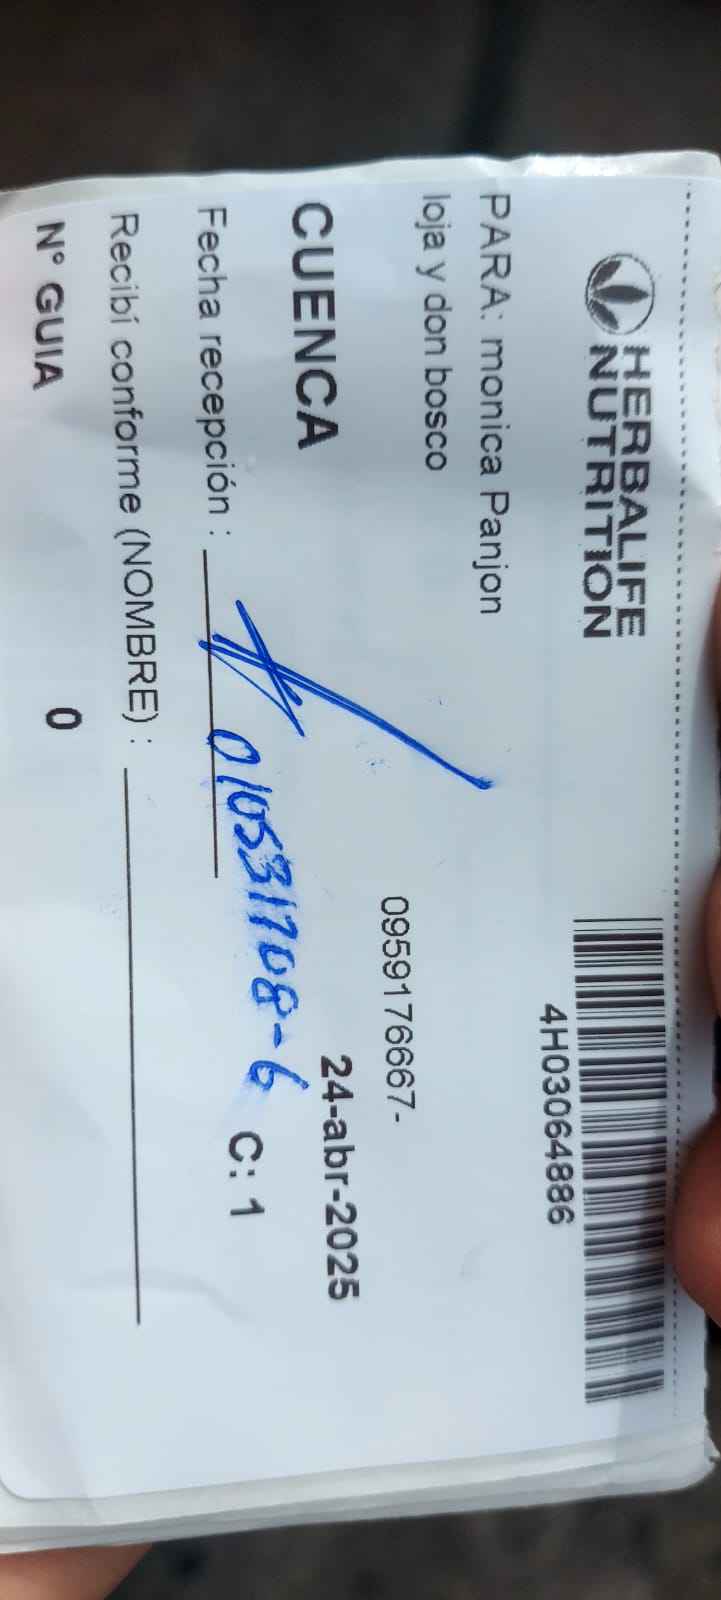 HERBALIFE
NUTRITION
4H03064886
PARA: monica Panjon
loja y don bosco
0959176667-
CUENCA
24-abr-2025
Fecha recepción :
010531708-6
C: 1
Recibí conforme (NOMBRE) :
N° GUIA 0